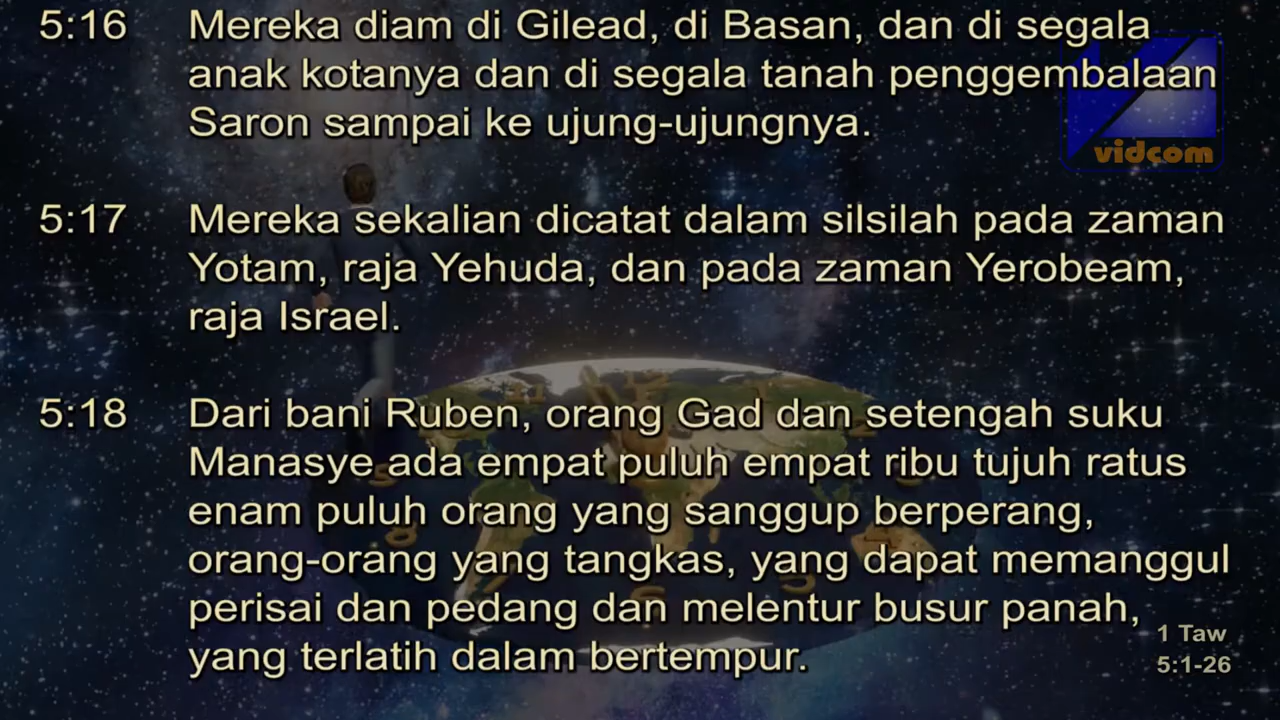 5:16 Mereka diam di Gilead, di Basan, dan di segala
anak kotanya dan di segala tanah penggembalaan
Saron sampai ke ujung-ujungnya.
vidcom
5:17 Mereka sekalian dicatat dalam silsilah pada zaman
Yotam, raja Yehuda, dan pada zaman Yerobeam,
raja Israel.
5:18 Dari bani Ruben, orang Gad dan setengah suku
Manasye ada empat puluh empat ribu tujuh ratus
enam puluh orang yang sanggup berperang,
orang-orang yang tangkas, yang dapat memanggul
perisai dan pedang dan melentur busur panah,
yang terlatih dalam bertempur.
1 Taw
5:1-26